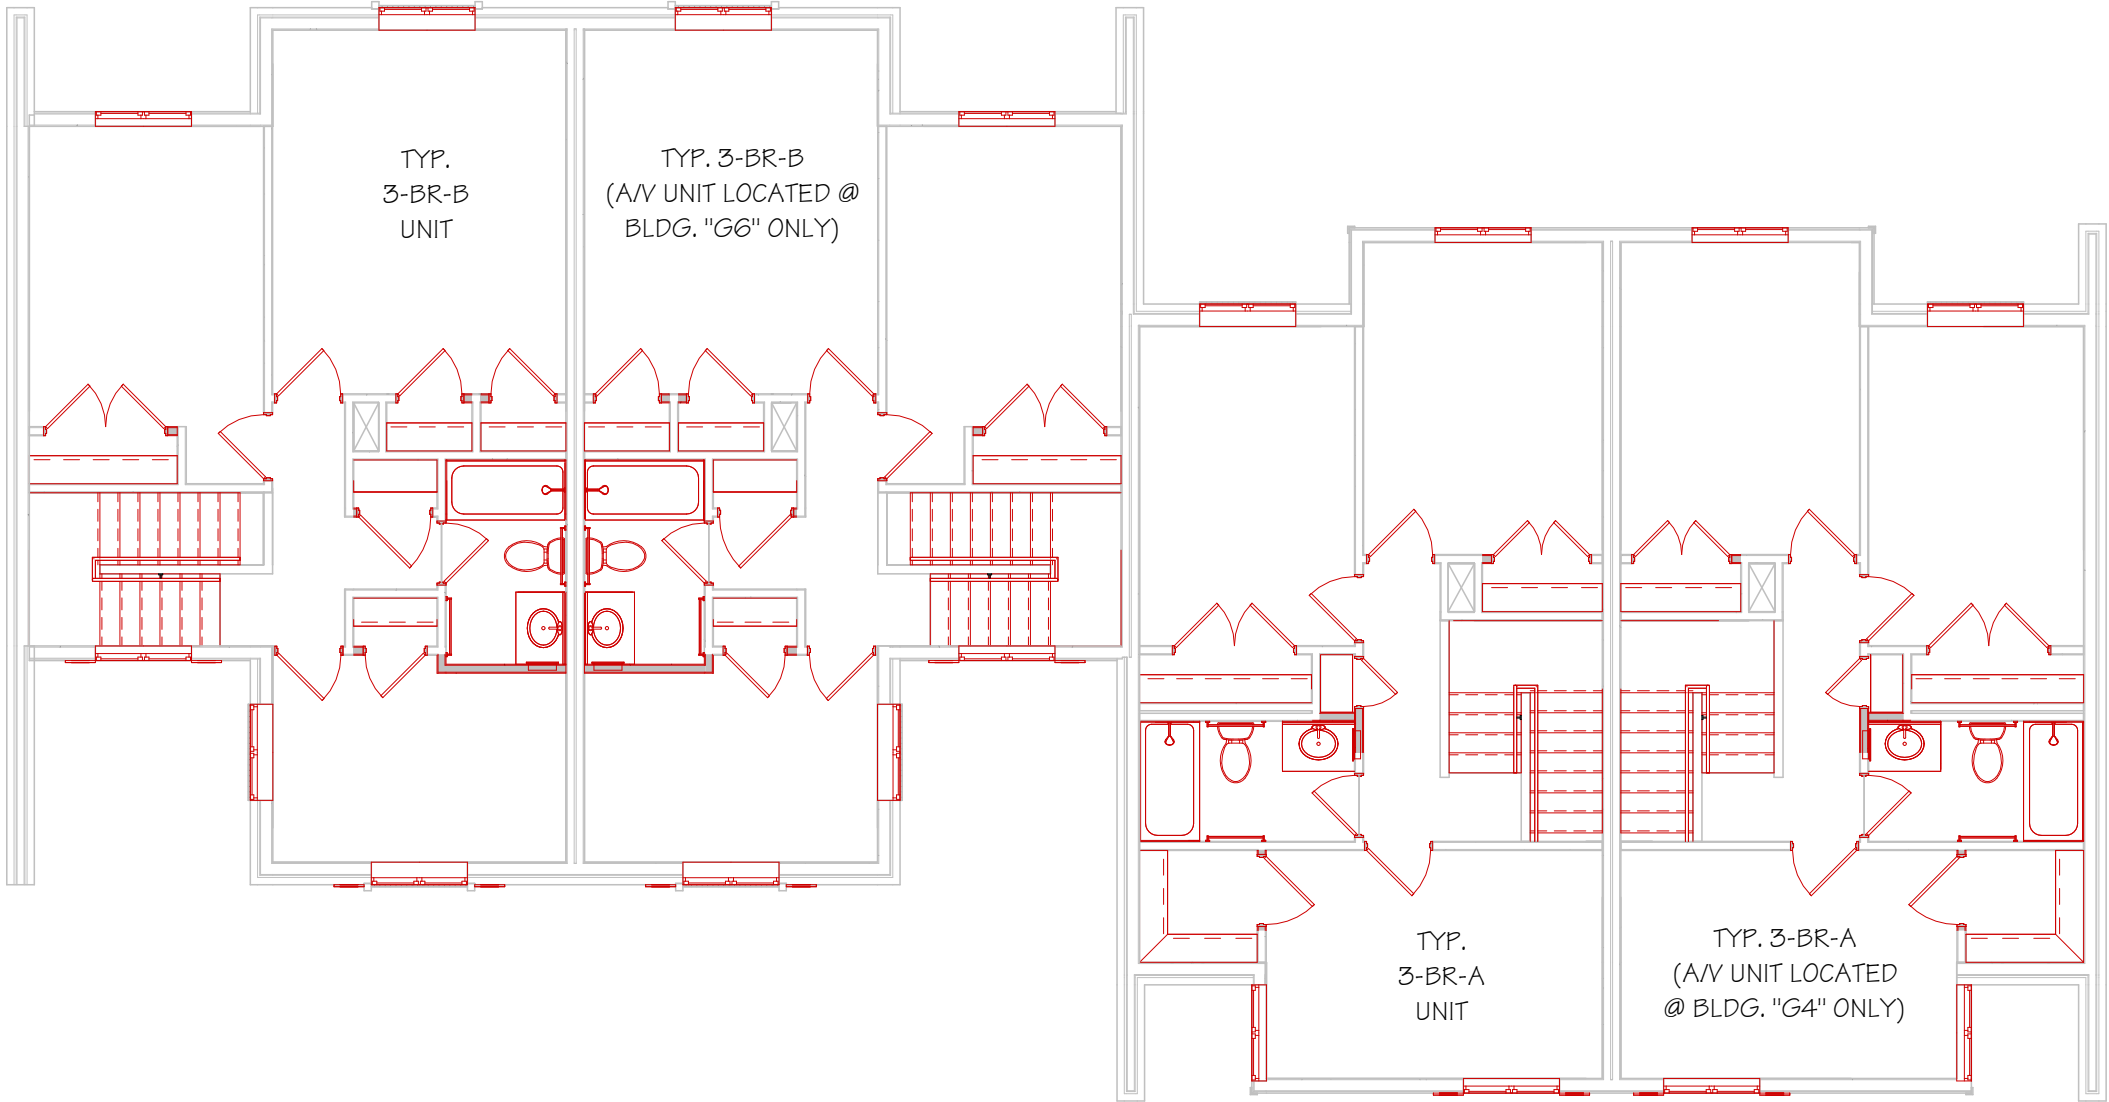 TYP.
3-BR-B
UNIT
TYP. 3-BR-B
(A/V UNIT LOCATED @
BLDG. "G6" ONLY)
TYP.
3-BR-A
UNIT
TYP. 3-BR-A
(A/V UNIT LOCATED
@ BLDG. "G4" ONLY)